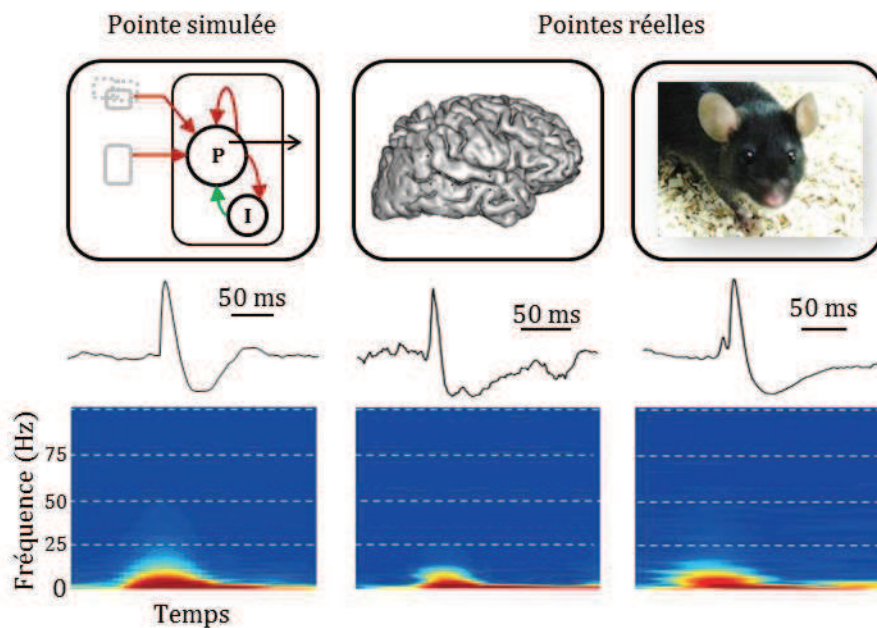 Pointe simulée
Pointes réelles
P
I
50 ms
50 ms
50 ms
Fréquence (Hz)
75
50
25
0
Temps